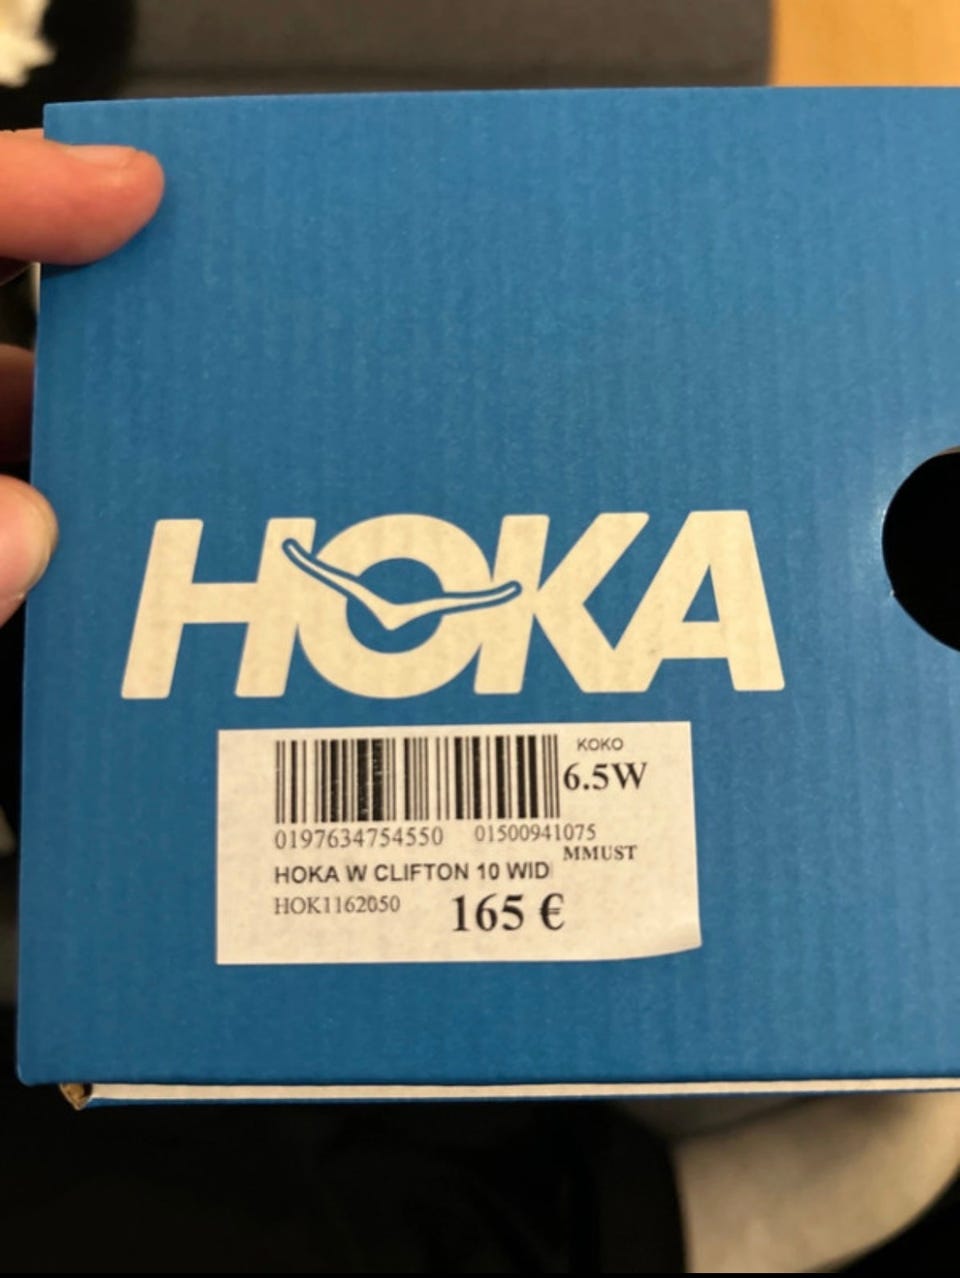 HOKA
KOKO
6.5W
0197634754550 01500941075
MMUST
HOKA W CLIFTON 10 WID
HOK1162050 165 €